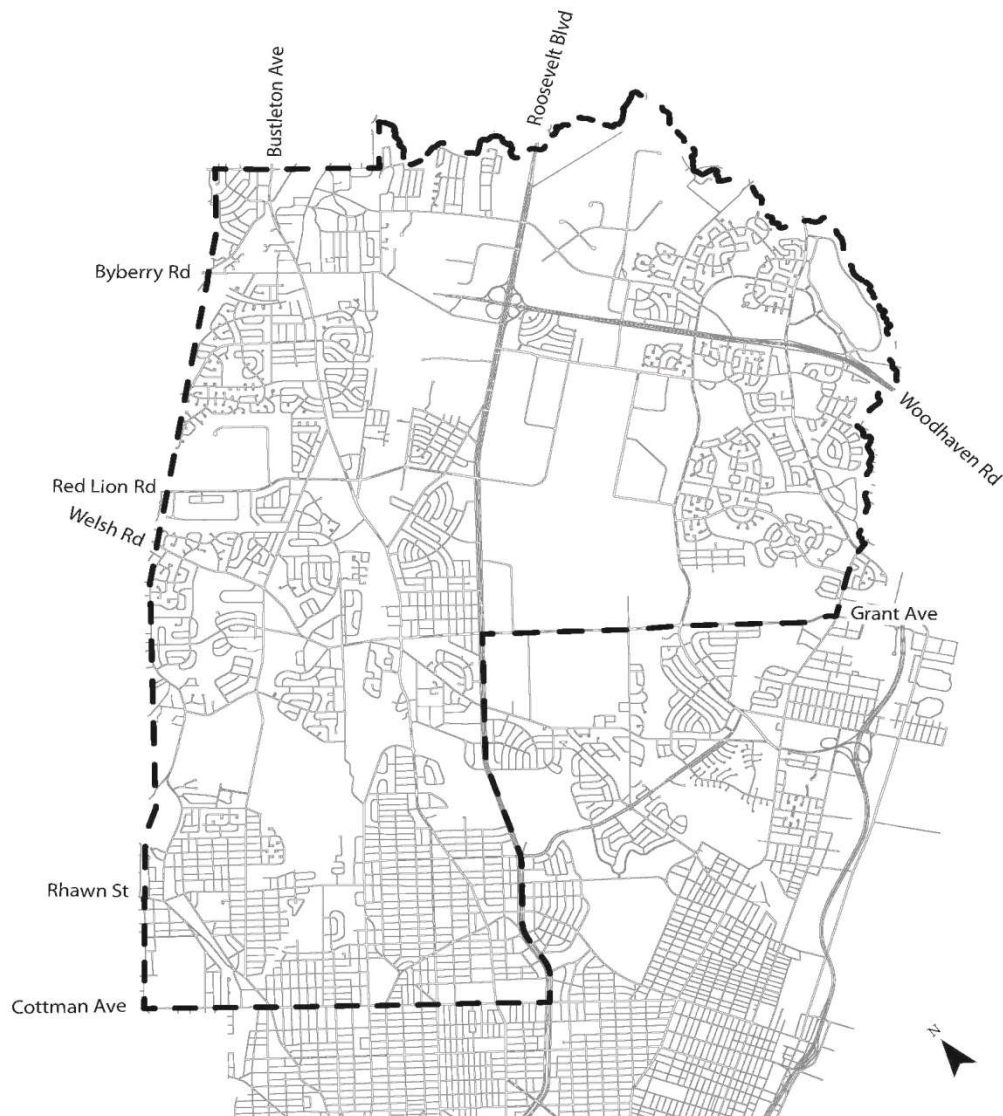 Bustleton Ave
Roosevelt Blvd
Byberry Rd
Woodhaven Rd
Red Lion Rd
Welsh Rd
Grant Ave
Rhawn St
Cottman Ave
N